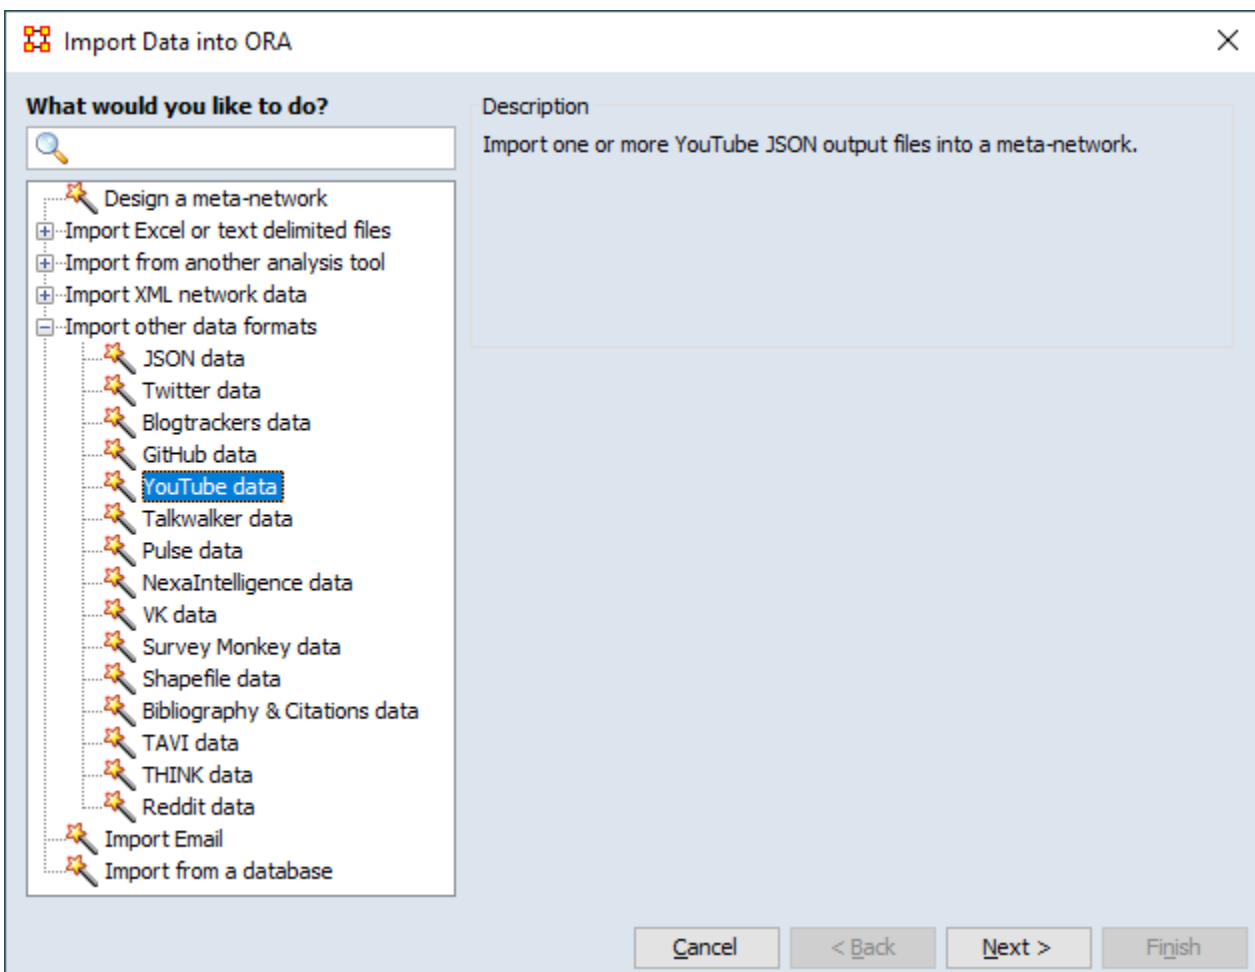 Import Data into ORA
What would you like to do?
Design a meta-network
Import Excel or text delimited files
Import from another analysis tool
Import XML network data
Import other data formats
JSON data
Twitter data
Blogtrackers data
GitHub data
YouTube data
Talkwalker data
Pulse data
NexaIntelligence data
VK data
Survey Monkey data
Shapefile data
Bibliography & Citations data
TAVI data
THINK data
Reddit data
Import Email
Import from a database
Description
Import one or more YouTube JSON output files into a meta-network.
Cancel
< Back
Next >
Finish